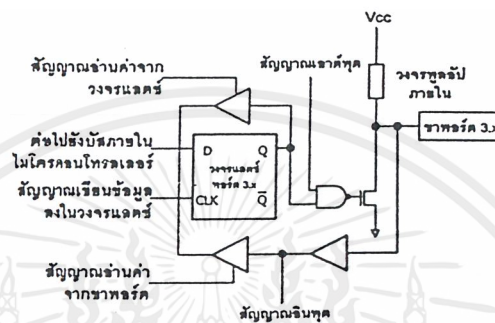 Vcc
สัญญาณอ่านค่าจาก
วงจรแลตช์
สัญญาณเอาต์พุต
วงจรพูลอัป
ภายใน
ขาพอร์ต 3.x
ต่อไปยังบัสภายใน
ไมโครคอนโทรลเลอร์
D
Q
วงจรแลตช์
พอร์ต 3.x
สัญญาณเขียนข้อมูล
ลงในวงจรแลตช์
CLK
Q̅
สัญญาณอ่านค่า
จากขาพอร์ต
สัญญาณอินพุต